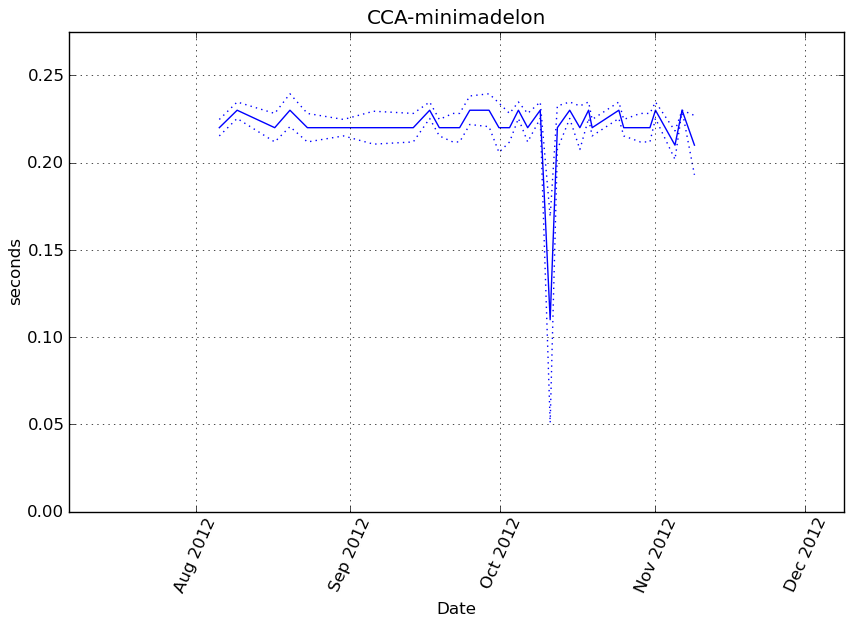 CCA-minimadelon
0.25
0.20
0.15
0.10
0.05
0.00
seconds
Aug 2012
Sep 2012
Oct 2012
Nov 2012
Dec 2012
Date